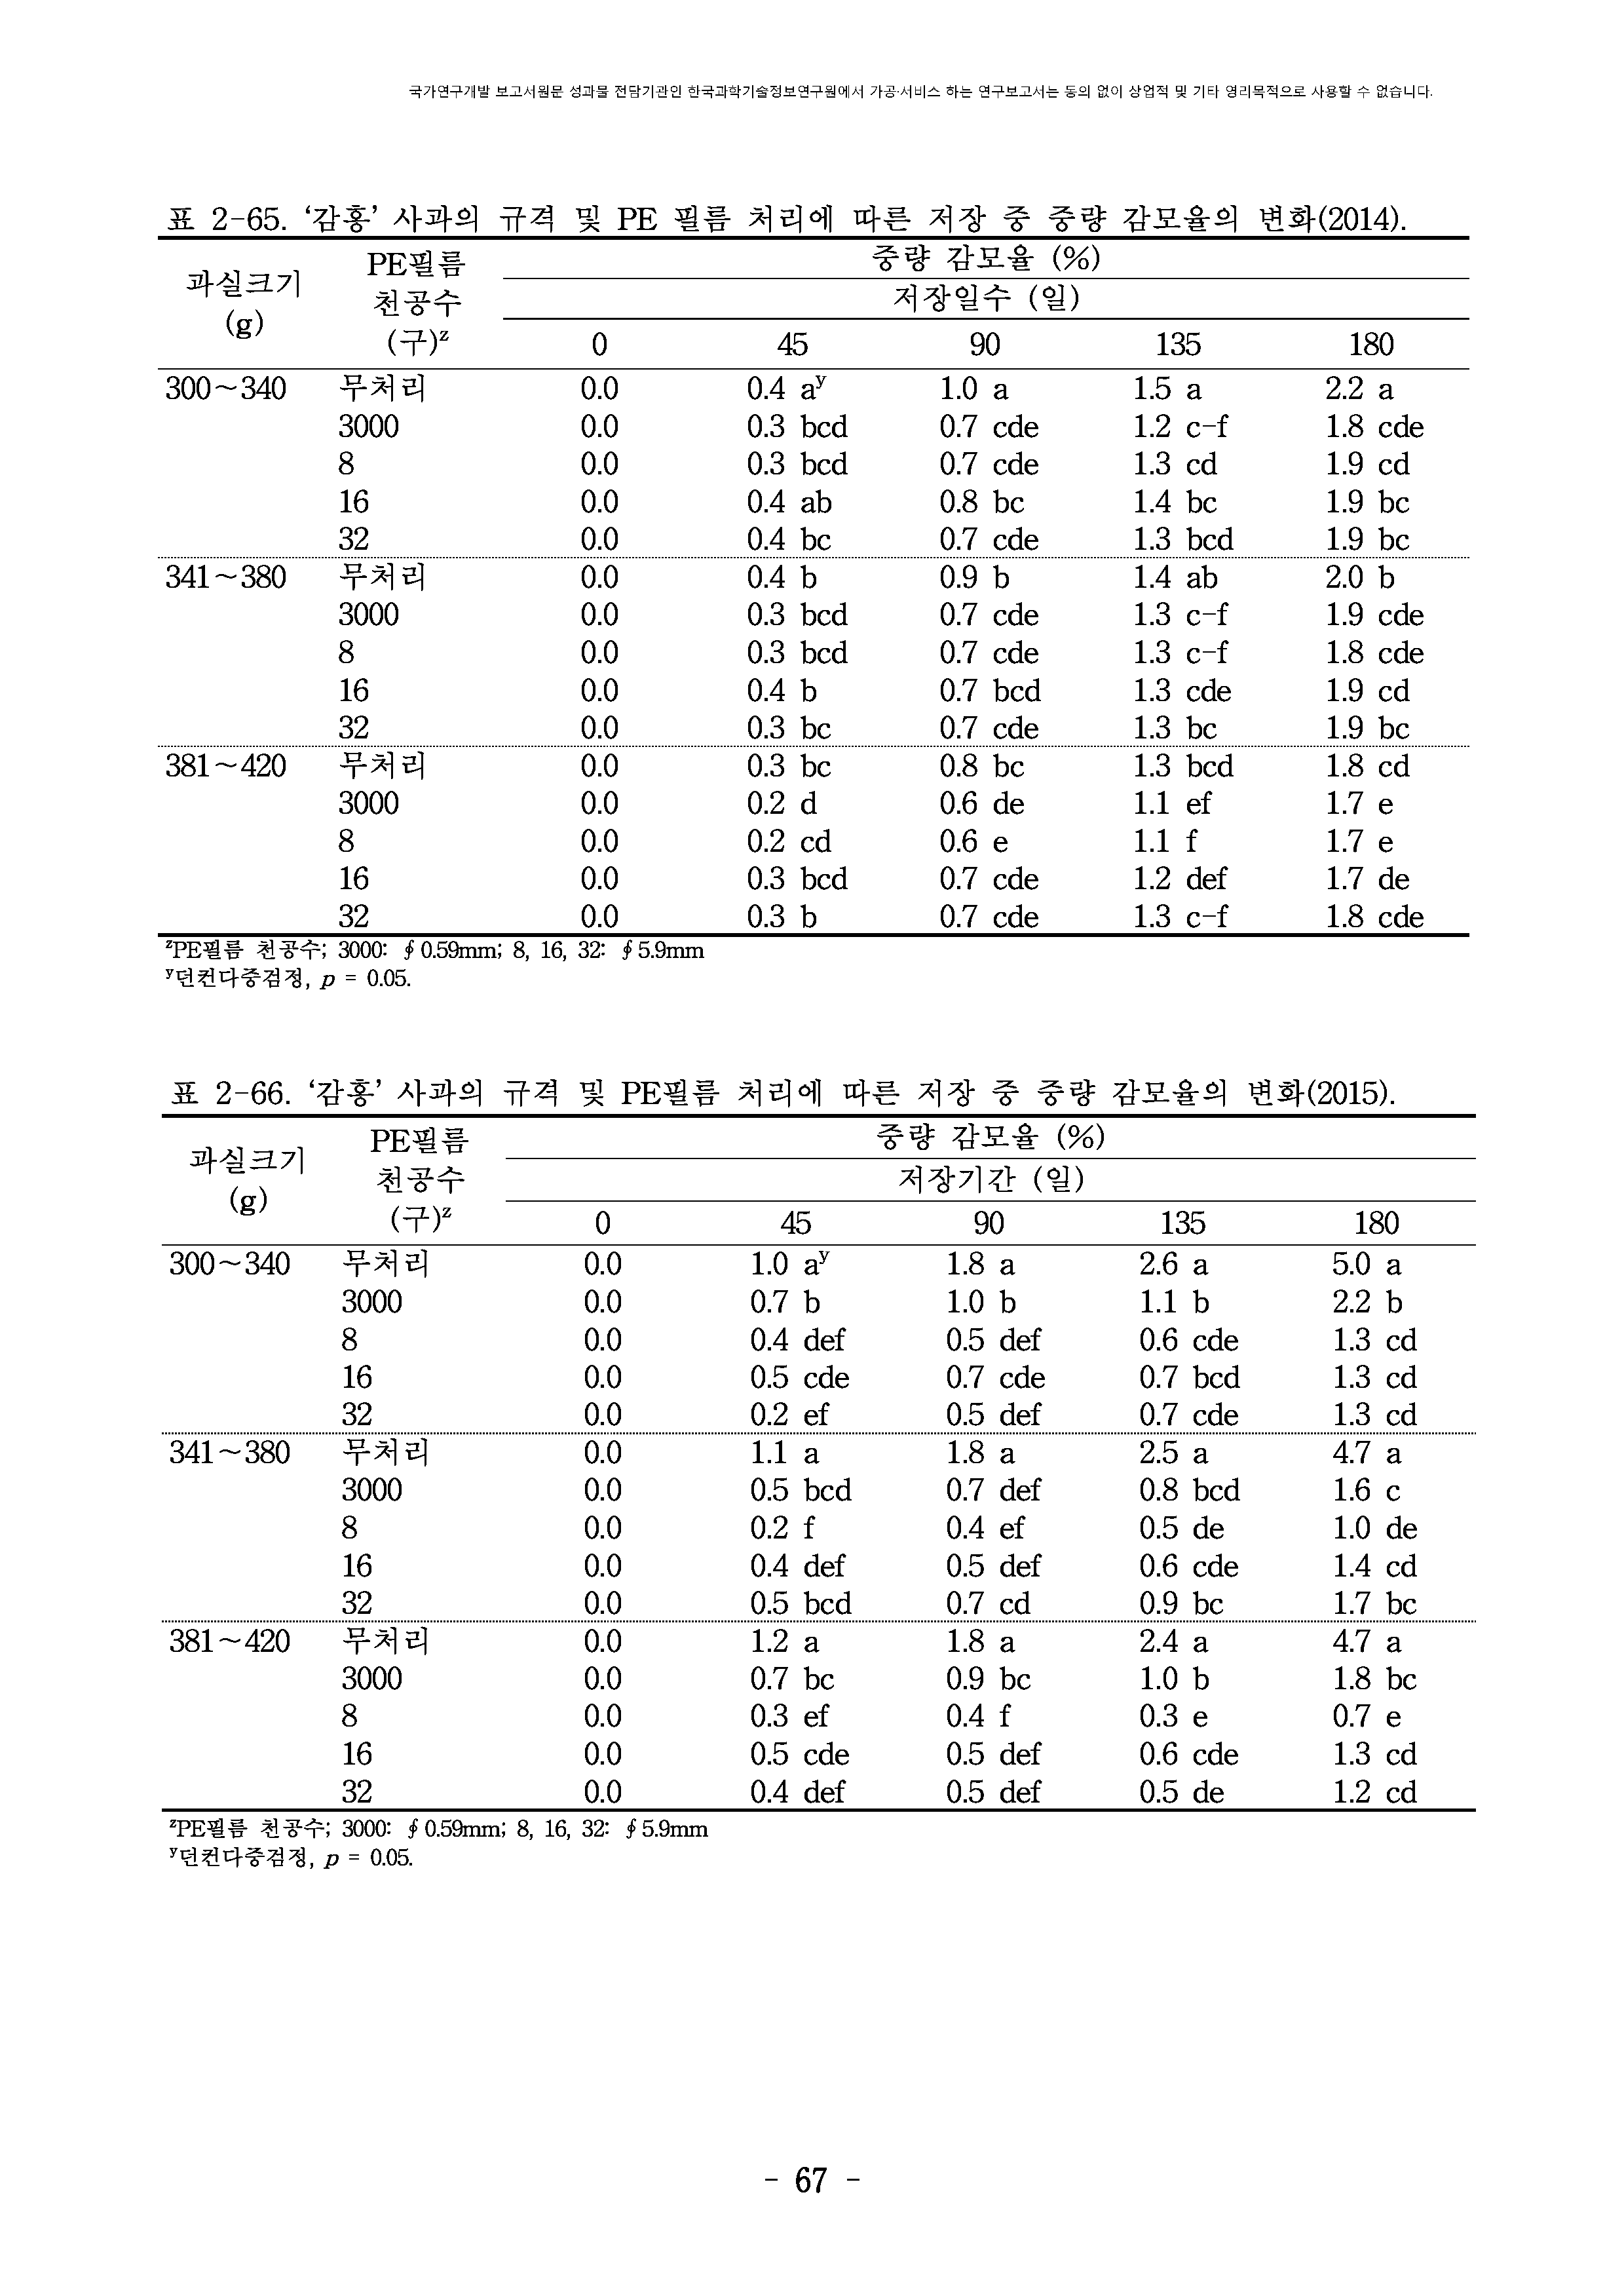 국가연구개발 보고서원문 성과물 전담기관인 한국과학기술정보연구원에서 가공·서비스 하는 연구보고서는 동의 없이 상업적 및 기타 영리목적으로 사용할 수 없습니다.
표 2-65. ‘감홍’ 사과의 규격 및 PE 필름 처리에 따른 저장 중 중량 감모율의 변화(2014).
과실크기 (g) PE필름 천공수 (구)ᶻ 중량 감모율 (%)
저장일수 (일)
0 45 90 135 180
300~340 무처리 0.0 0.4 aʸ 1.0 a 1.5 a 2.2 a
3000 0.0 0.3 bcd 0.7 cde 1.2 c-f 1.8 cde
8 0.0 0.3 bcd 0.7 cde 1.3 cd 1.9 cd
16 0.0 0.4 ab 0.8 bc 1.4 bc 1.9 bc
32 0.0 0.4 bc 0.7 cde 1.3 bcd 1.9 bc
341~380 무처리 0.0 0.4 b 0.9 b 1.4 ab 2.0 b
3000 0.0 0.3 bcd 0.7 cde 1.3 c-f 1.9 cde
8 0.0 0.3 bcd 0.7 cde 1.3 c-f 1.8 cde
16 0.0 0.4 b 0.7 bcd 1.3 cde 1.9 cd
32 0.0 0.3 bc 0.7 cde 1.3 bc 1.9 bc
381~420 무처리 0.0 0.3 bc 0.8 bc 1.3 bcd 1.8 cd
3000 0.0 0.2 d 0.6 de 1.1 ef 1.7 e
8 0.0 0.2 cd 0.6 e 1.1 f 1.7 e
16 0.0 0.3 bcd 0.7 cde 1.2 def 1.7 de
32 0.0 0.3 b 0.7 cde 1.3 c-f 1.8 cde
ᶻPE필름 천공수; 3000: ∮0.59mm; 8, 16, 32: ∮5.9mm
ʸ던컨다중검정, p = 0.05.
표 2-66. ‘감홍’ 사과의 규격 및 PE필름 처리에 따른 저장 중 중량 감모율의 변화(2015).
과실크기 (g) PE필름 천공수 (구)ᶻ 중량 감모율 (%)
저장기간 (일)
0 45 90 135 180
300~340 무처리 0.0 1.0 aʸ 1.8 a 2.6 a 5.0 a
3000 0.0 0.7 b 1.0 b 1.1 b 2.2 b
8 0.0 0.4 def 0.5 def 0.6 cde 1.3 cd
16 0.0 0.5 cde 0.7 cde 0.7 bcd 1.3 cd
32 0.0 0.2 ef 0.5 def 0.7 cde 1.3 cd
341~380 무처리 0.0 1.1 a 1.8 a 2.5 a 4.7 a
3000 0.0 0.5 bcd 0.7 def 0.8 bcd 1.6 c
8 0.0 0.2 f 0.4 ef 0.5 de 1.0 de
16 0.0 0.4 def 0.5 def 0.6 cde 1.4 cd
32 0.0 0.5 bcd 0.7 cd 0.9 bc 1.7 bc
381~420 무처리 0.0 1.2 a 1.8 a 2.4 a 4.7 a
3000 0.0 0.7 bc 0.9 bc 1.0 b 1.8 bc
8 0.0 0.3 ef 0.4 f 0.3 e 0.7 e
16 0.0 0.5 cde 0.5 def 0.6 cde 1.3 cd
32 0.0 0.4 def 0.5 def 0.5 de 1.2 cd
ᶻPE필름 천공수; 3000: ∮0.59mm; 8, 16, 32: ∮5.9mm
ʸ던컨다중검정, p = 0.05.
- 67 -